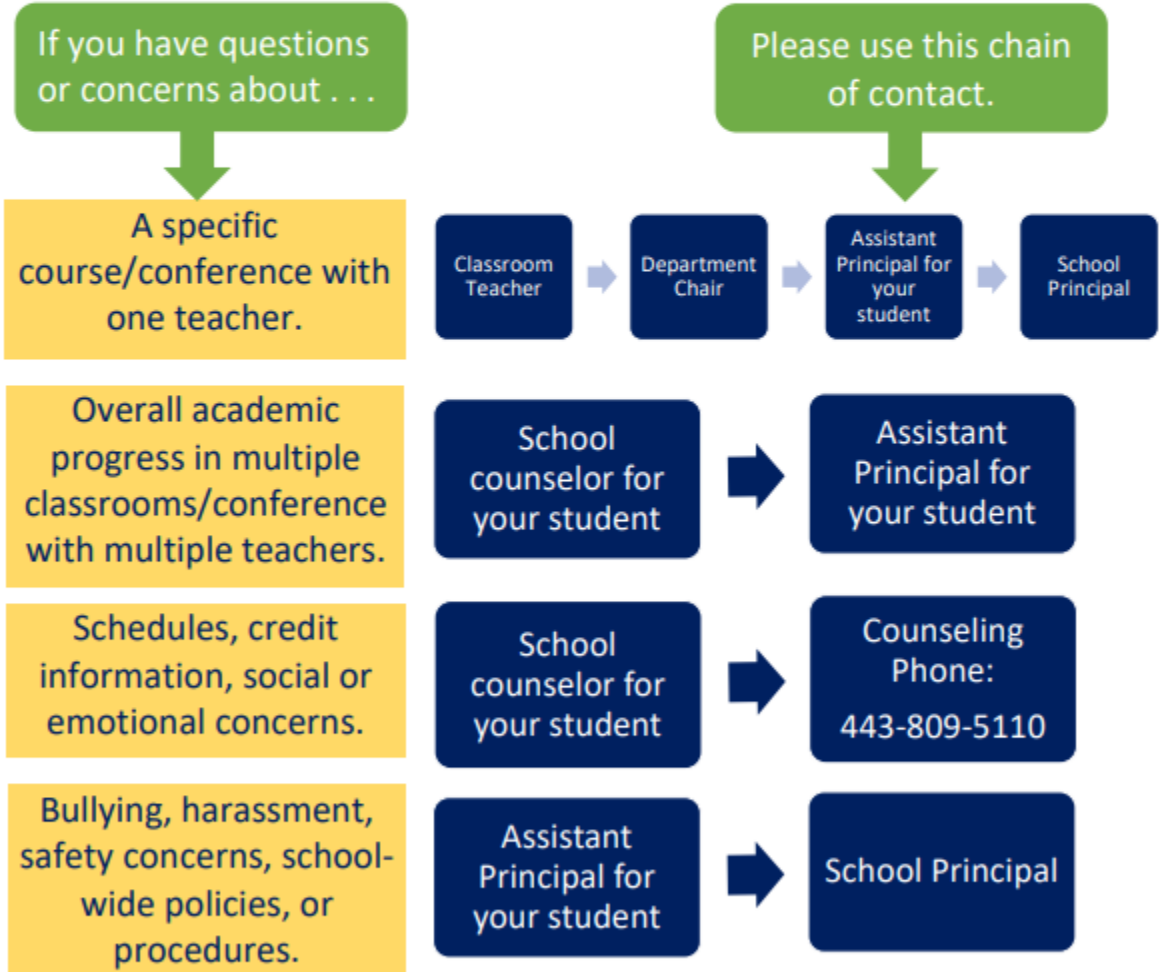 If you have questions
or concerns about . . .
Please use this chain
of contact.
A specific
course/conference with
one teacher.
Classroom
Teacher
Department
Chair
Assistant
Principal for
your
student
School
Principal
Overall academic
progress in multiple
classrooms/conference
with multiple teachers.
School
counselor for
your student
Assistant
Principal for
your student
Schedules, credit
information, social or
emotional concerns.
School
counselor for
your student
Counseling
Phone:
443-809-5110
Bullying, harassment,
safety concerns, school-
wide policies, or
procedures.
Assistant
Principal for
your student
School Principal